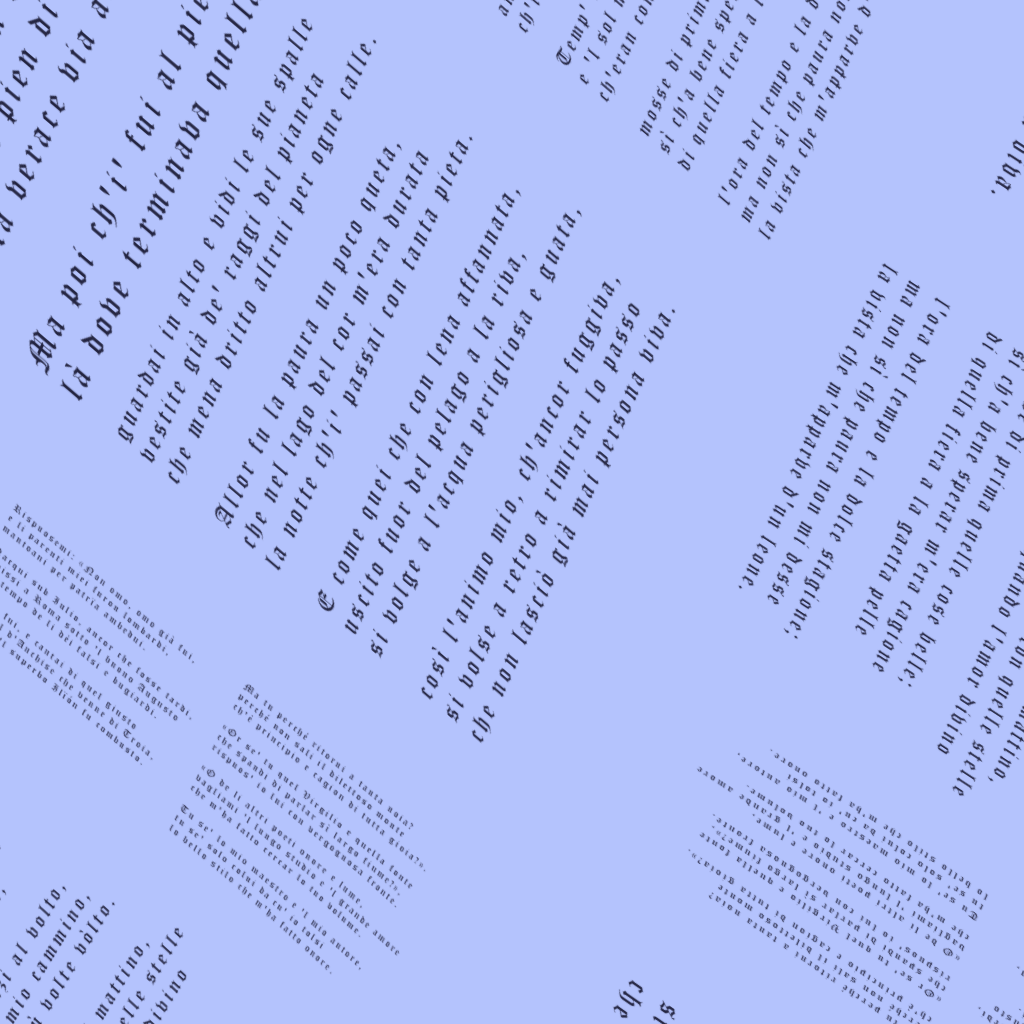 pien di
verace via a
Ma poi ch'i' fui al piè
là dove terminava quella
guardai in alto e vidi le sue spalle
vestite già de' raggi del pianeta
che mena dritto altrui per ogne calle.
Allor fu la paura un poco queta,
che nel lago del cor m'era durata
la notte ch'i' passai con tanta pieta.
E come quei che con lena affannata,
uscito fuor del pelago a la riva,
si volge a l'acqua perigliosa e guata,
così l'animo mio, ch'ancor fuggiva,
si volse a retro a rimirar lo passo
che non lasciò già mai persona viva.
Temp'
e 'l sol
ch'eran con
mosse di prim
sì ch'a bene spe
di quella fiera a
l'ora del tempo e la
ma non sì che paura no
la vista che m'apparve d
viva.
quando l'amor divino
con quelle stelle
mattino,
di prima quelle cose belle;
sì ch'a bene sperar m'era cagione
di quella fiera a la gaetta pelle
l'ora del tempo e la dolce stagione;
ma non sì che paura non mi desse
la vista che m'apparve d'un leone.
Rispuosemi: «Non omo, omo già fui,
e li parenti miei furon lombardi,
mantoani per patria ambedui.
sub Iulio, ancor che fosse tardi,
vissi a Roma sotto 'l buono Augusto
tempo de li dèi falsi e bugiardi.
fui, e cantai di quel giusto
d'Anchise che venne di Troia,
superbo Ilión fu combusto.
Ma tu perché ritorni a tanta noia?
perché non sali il dilettoso monte
ch'è principio e cagion di tutta gioia?».
«Or se' tu quel Virgilio e quella fonte
che spandi di parlar sì largo fiume?»,
rispuos' io lui con vergognosa fronte.
«O de li altri poeti onore e lume,
vagliami 'l lungo studio e 'l grande amore
che m'ha fatto cercar lo tuo volume.
Tu se' lo mio maestro e 'l mio autore,
tu se' solo colui da cu' io tolsi
lo bello stilo che m'ha fatto onore.
perché ritorni a tanta noia?
perché non sali il dilettoso monte
ch'è principio e cagion di tutta gioia?».
«Or se' tu quel Virgilio e quella fonte
che spandi di parlar sì largo fiume?»,
rispuos' io lui con vergognosa fronte.
«O de li altri poeti onore e lume,
vagliami 'l lungo studio e 'l grande amore
che m'ha fatto cercar lo tuo volume.
Tu se' lo mio maestro e 'l mio autore,
tu se' solo colui da cu' io tolsi
lo bello stilo che m'ha fatto onore.
al volto,
mio cammino,
volte vòlto.
mattino,
quelle stelle
divino
che